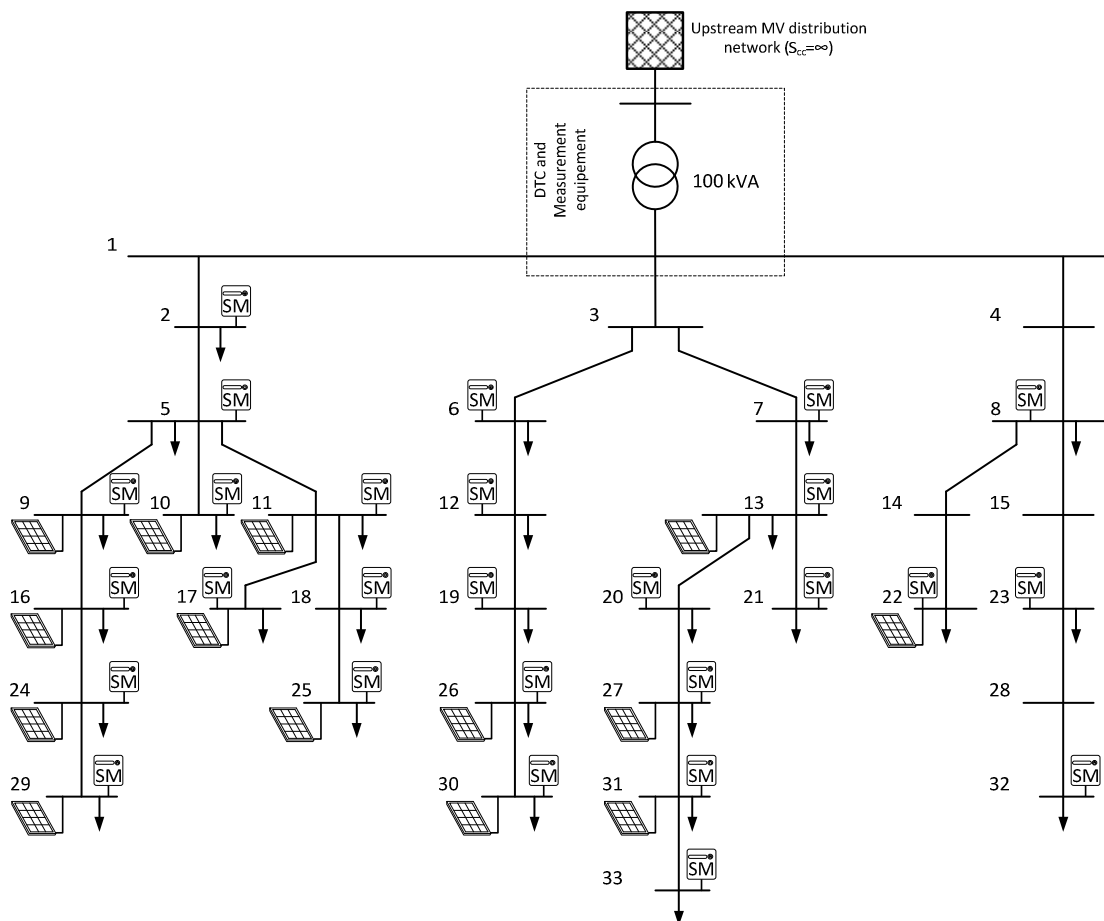 Upstream MV distribution
network (Scc=∞)
DTC and
Measurement
equipement
100 kVA
1
SM
2
3
4
SM
5
SM
6
SM
7
SM
8
SM
9
SM
10
SM
11
SM
12
SM
13
SM
14
15
SM
16
SM
17
SM
18
SM
19
SM
20
SM
21
SM
22
SM
23
SM
24
SM
25
SM
26
SM
27
28
SM
29
SM
30
SM
31
SM
32
SM
33